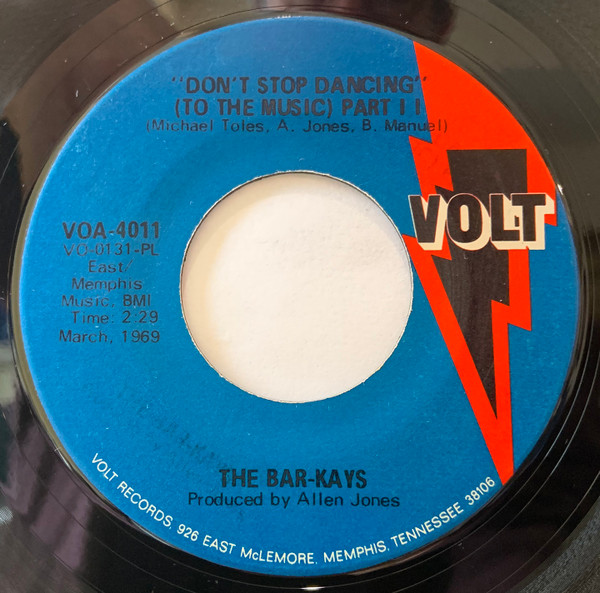 "DON'T STOP DANCING"
(TO THE MUSIC) PART I I
(Michael Toles, A. Jones, B. Manuel)
VOLT
VOA-4011
VO-0131-PL
East/
Memphis
Music. BMI
Time: 2:29
March, 1969
THE BAR-KAYS
Produced by Allen Jones
VOLT RECORDS, 926 EAST McLEMORE, MEMPHIS, TENNESSEE 38106